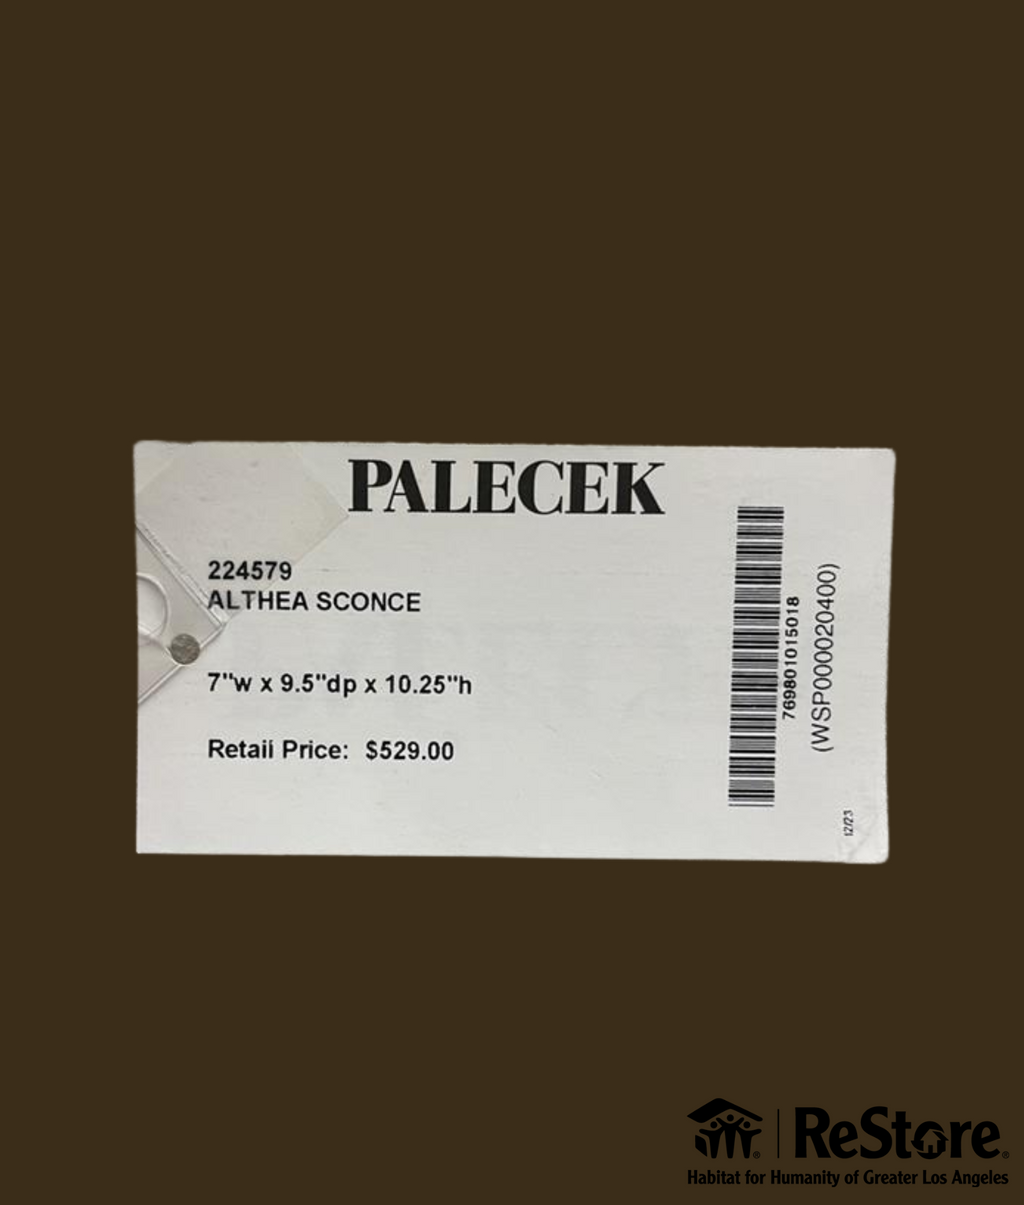 PALECEK
224579
ALTHEA SCONCE
7"w x 9.5"dp x 10.25"h
Retail Price: $529.00
769801015018
(WSP000020400)
12/23
ReStore®
Habitat for Humanity of Greater Los Angeles